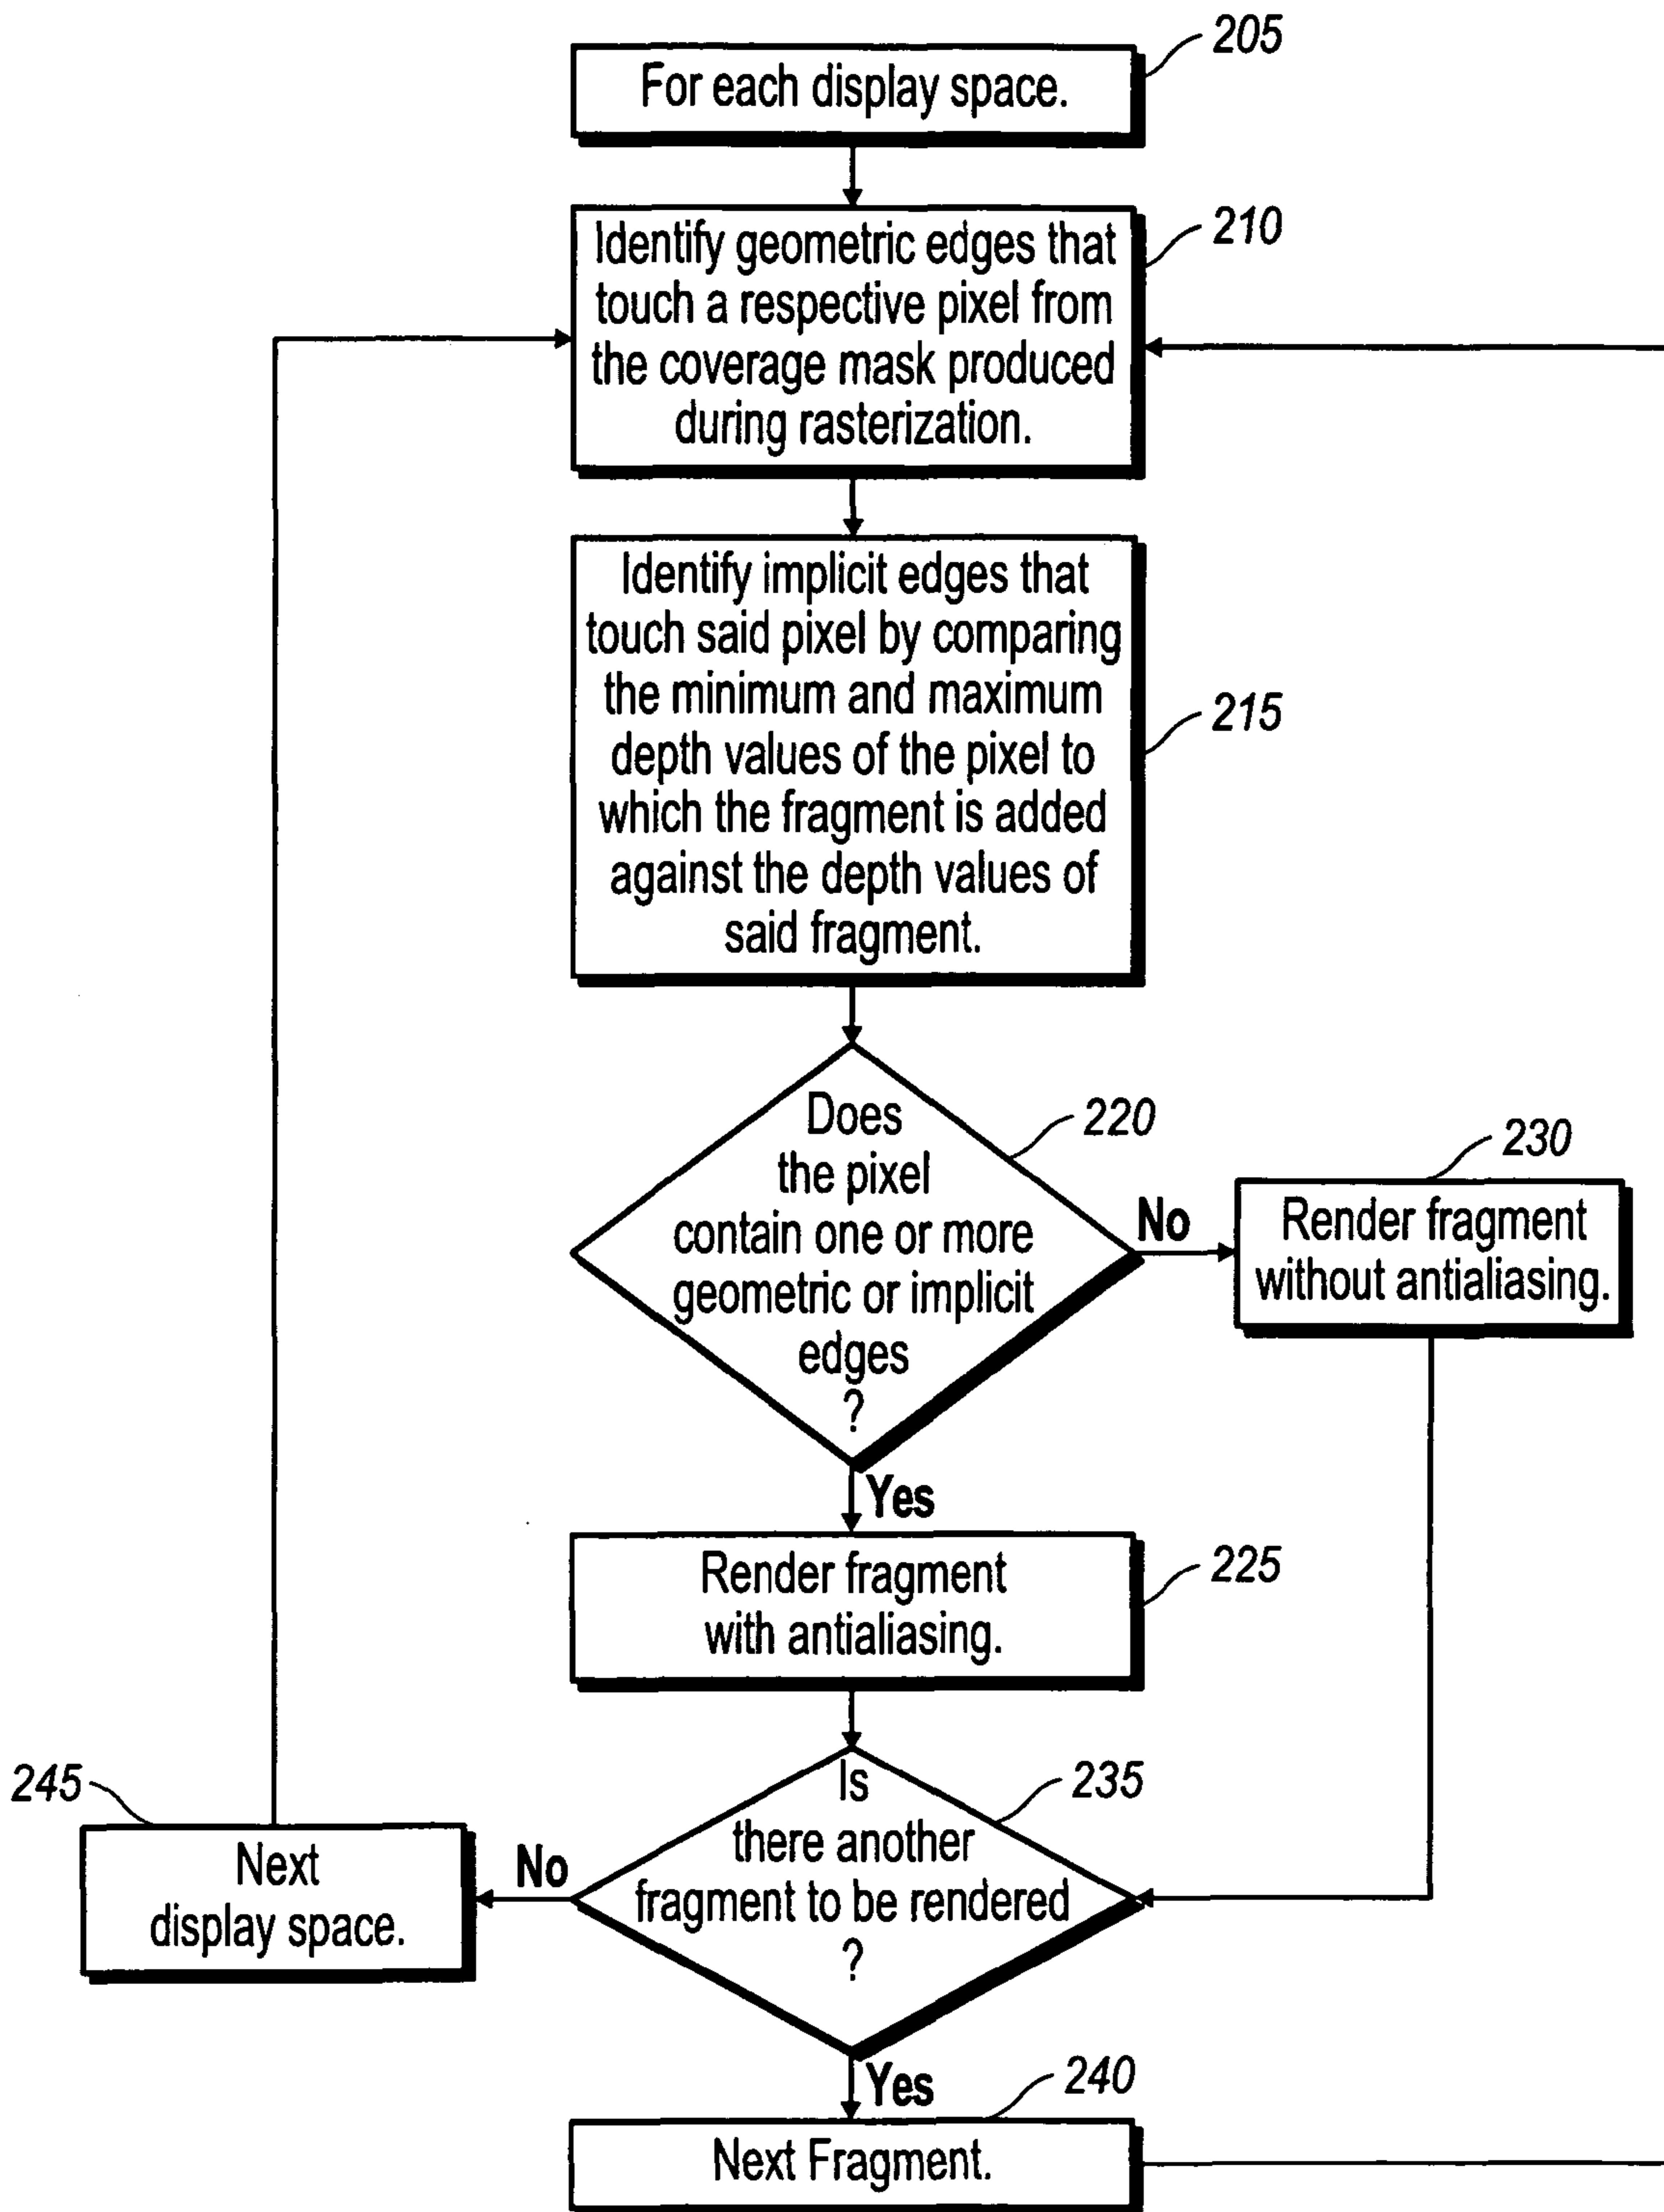 205
For each display space.
210
Identify geometric edges that
touch a respective pixel from
the coverage mask produced
during rasterization.
Identify implicit edges that
touch said pixel by comparing
the minimum and maximum
depth values of the pixel to
which the fragment is added
against the depth values of
said fragment.
215
Does
the pixel
contain one or more
geometric or implicit
edges
?
220
No
230
Render fragment
without antialiasing.
Yes
Render fragment
with antialiasing.
225
Is
there another
fragment to be rendered
?
235
No
245
Next
display space.
Yes
240
Next Fragment.